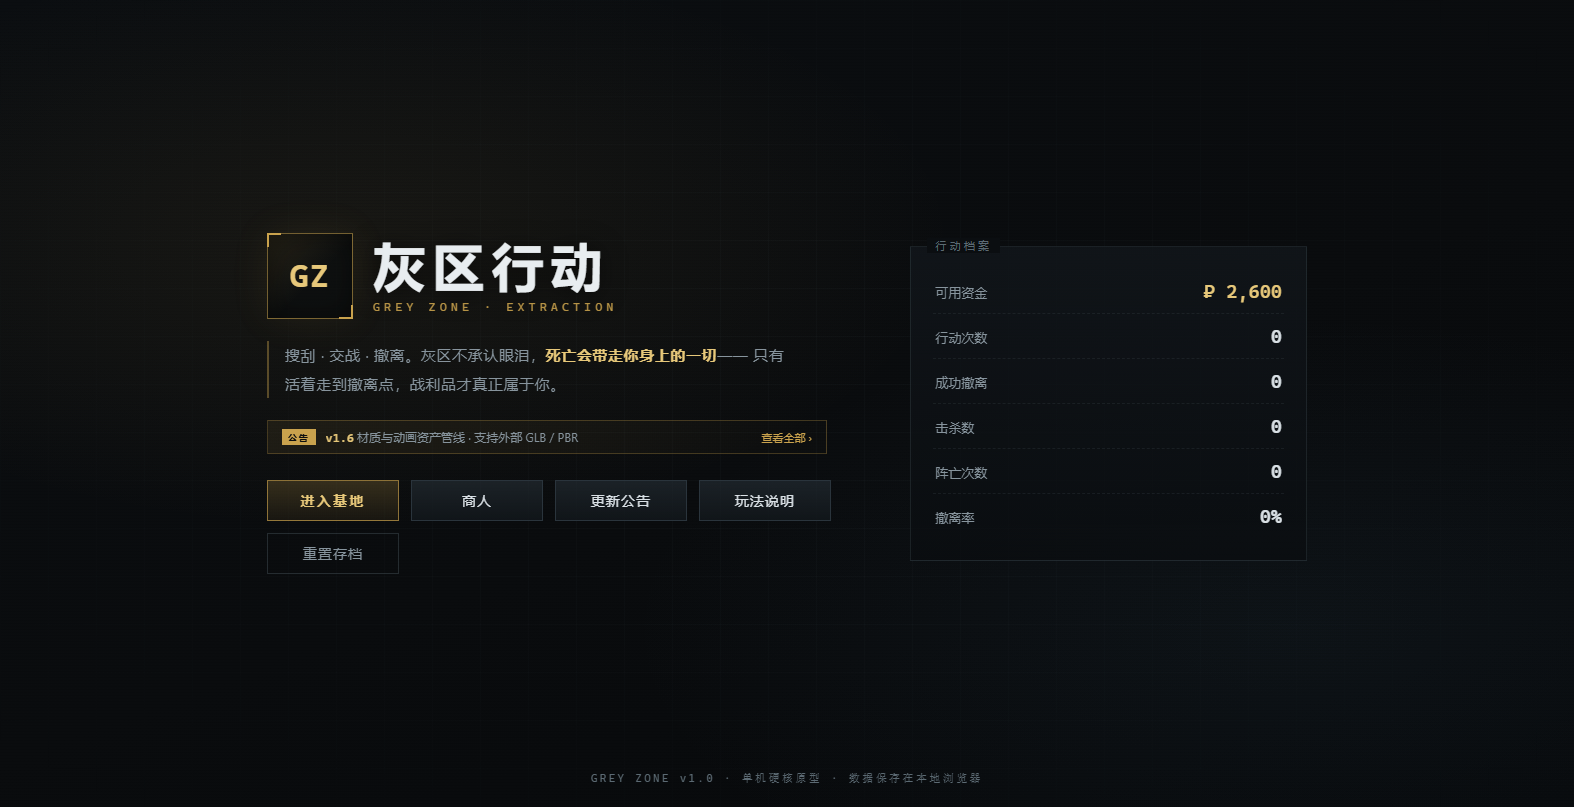 GZ
灰区行动
GREY ZONE · EXTRACTION
搜刮 · 交战 · 撤离。灰区不承认眼泪，死亡会带走你身上的一切—— 只有
活着走到撤离点，战利品才真正属于你。
公告 v1.6 材质与动画资产管线 · 支持外部 GLB / PBR 查看全部 ›
进入基地 商人 更新公告 玩法说明
重置存档
行动档案
可用资金 ₽ 2,600
行动次数 0
成功撤离 0
击杀数 0
阵亡次数 0
撤离率 0%
GREY ZONE v1.0 · 单机硬核原型 · 数据保存在本地浏览器